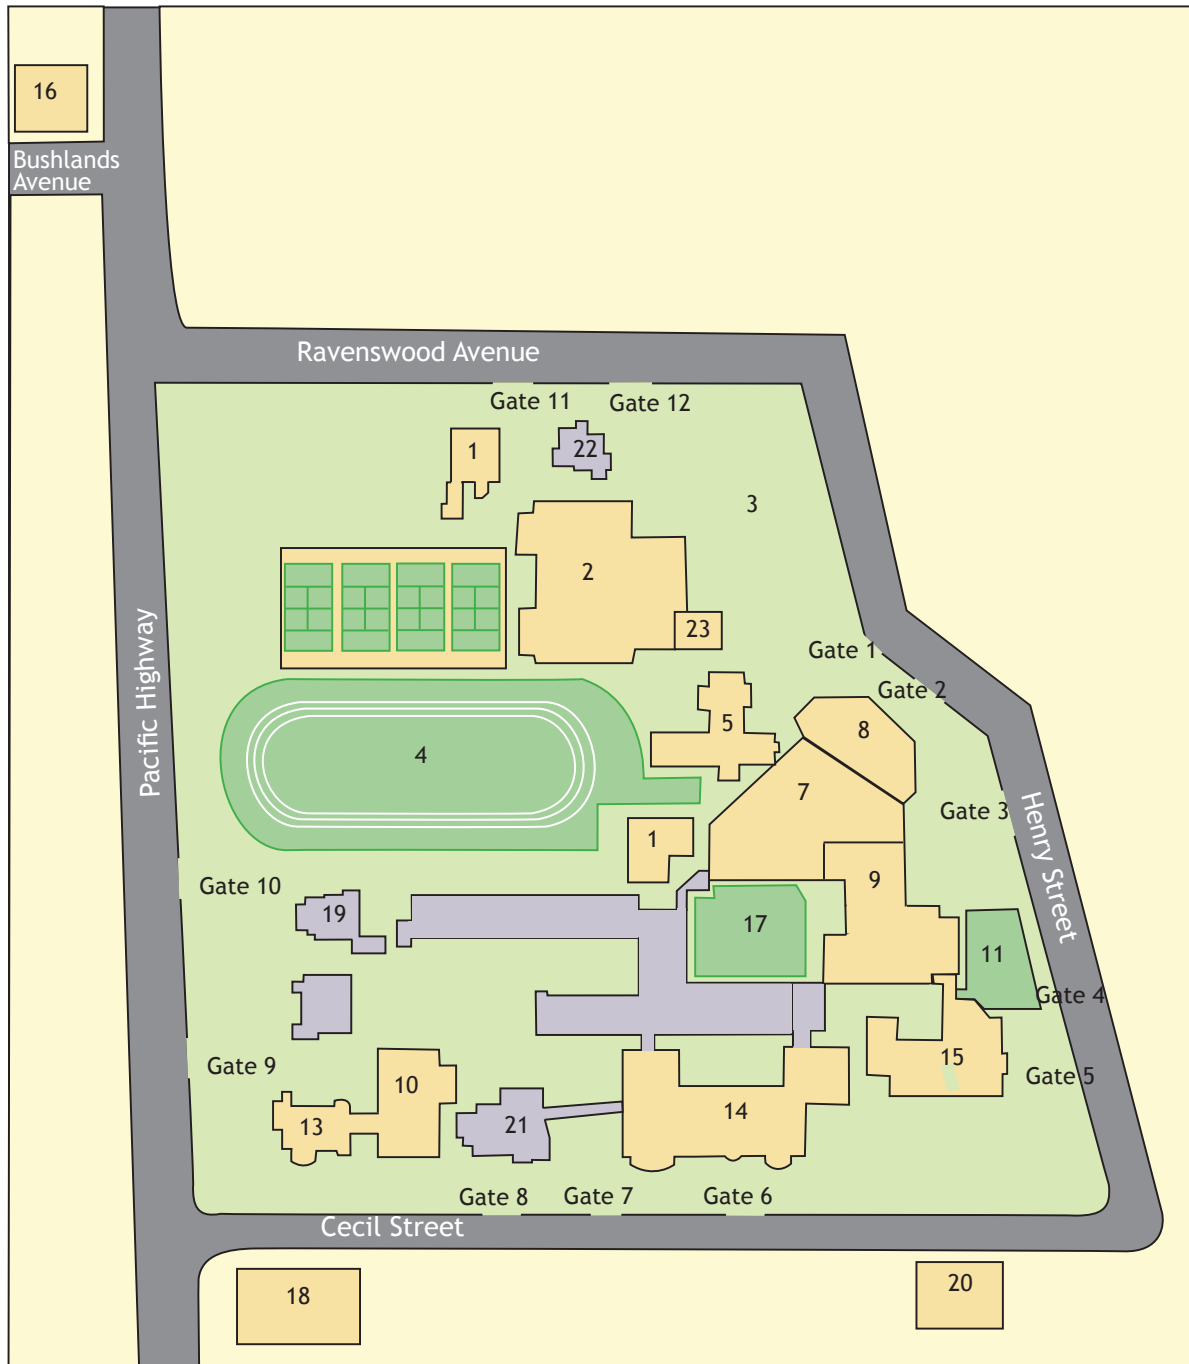 16
Bushlands
Avenue
Ravenswood Avenue
Gate 11
Gate 12
1
22
3
2
23
Pacific Highway
Gate 1
Gate 2
5
8
4
7
Gate 3
Henry Street
1
Gate 10
9
19
17
11
Gate 4
Gate 9
10
15
Gate 5
13
21
14
Gate 8
Gate 7
Gate 6
Cecil Street
18
20